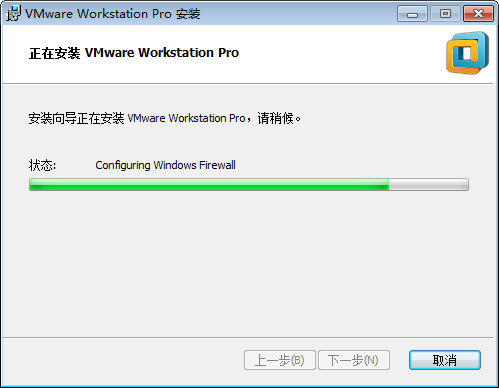 VMware Workstation Pro 安装
正在安装 VMware Workstation Pro
安装向导正在安装 VMware Workstation Pro，请稍候。
状态: Configuring Windows Firewall
上一步(B) 下一步(N) 取消